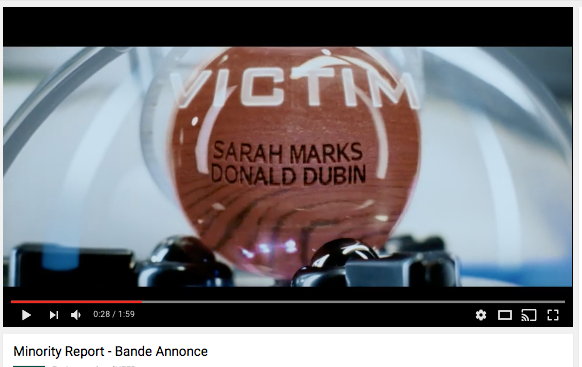 VICTIM
SARAH MARKS
DONALD DUBIN
0:28 / 1:59
Minority Report - Bande Annonce